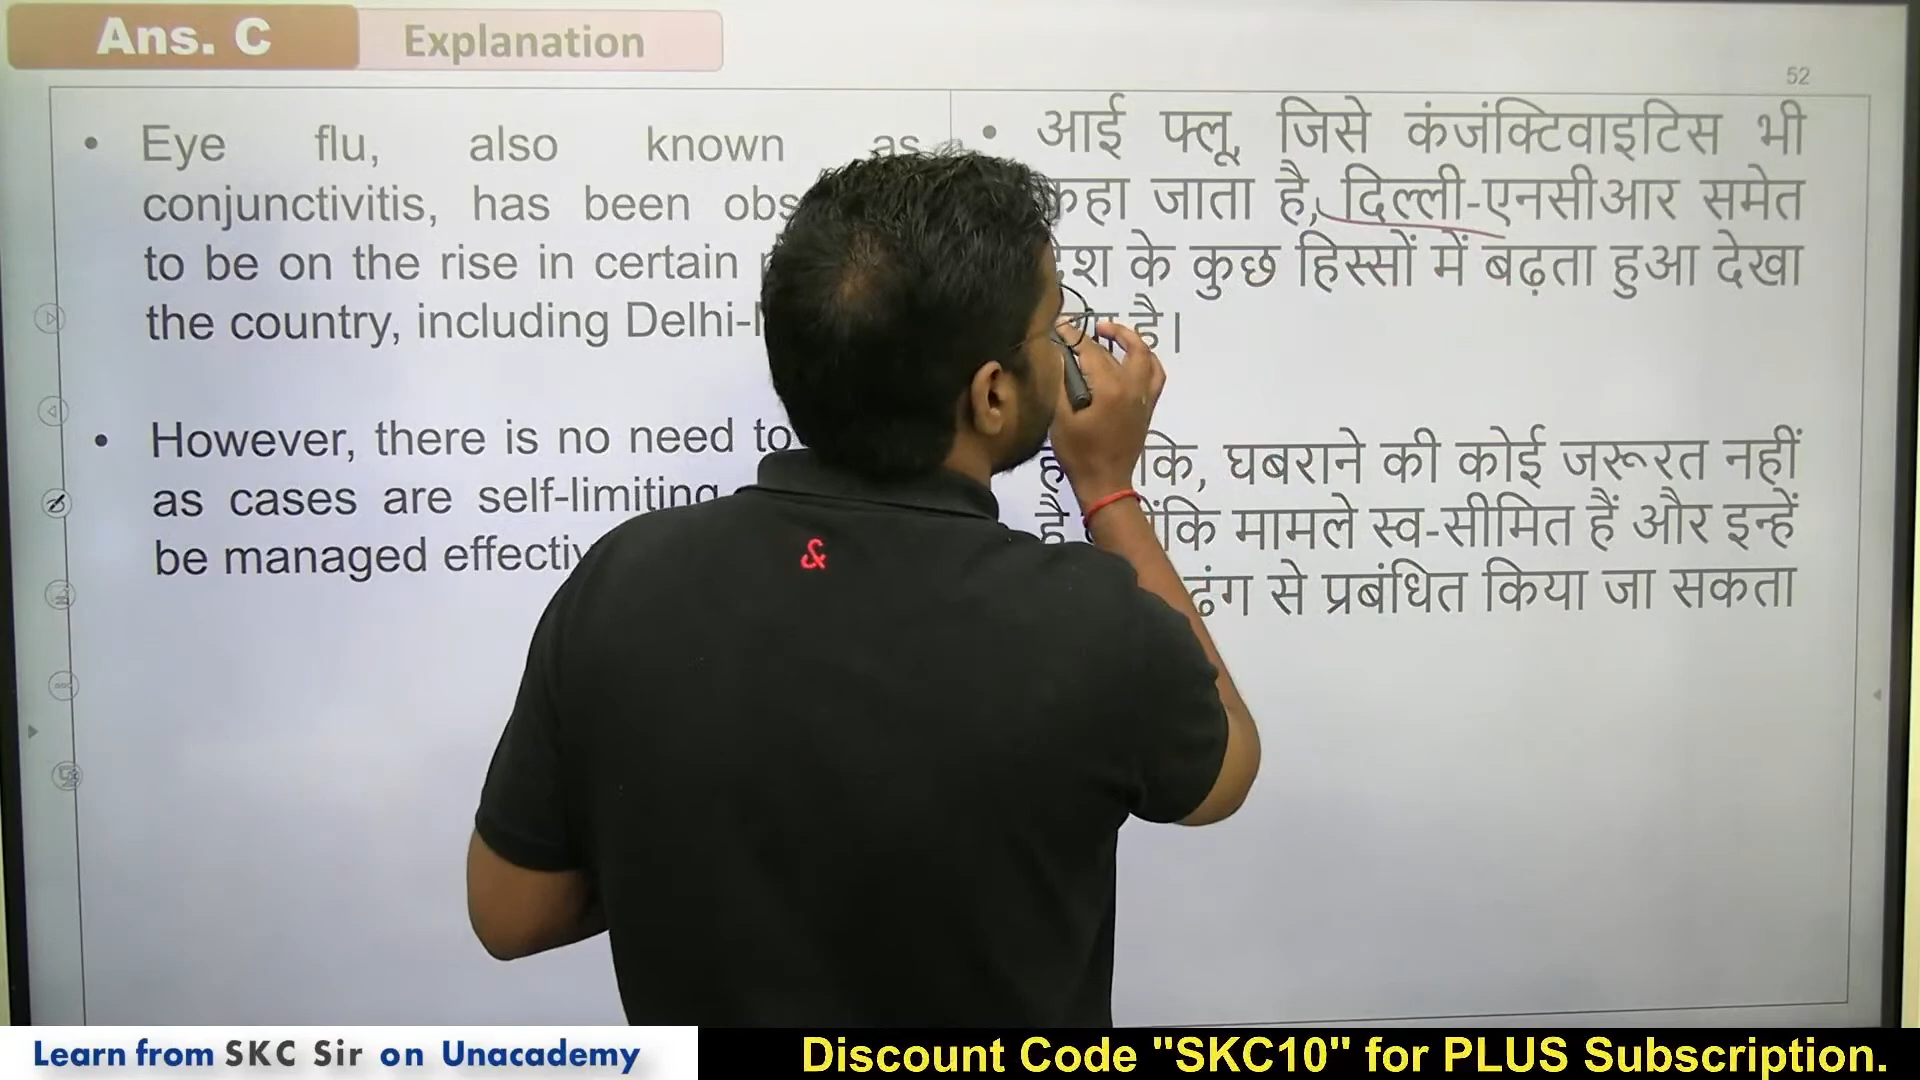 Ans. C
Explanation
52
• Eye flu, also known as
conjunctivitis, has been
to be on the rise in certain
the country, including
• However, there is no need to
as cases are self-limiting
be managed
• आई फ्लू, जिसे कंजंक्टिवाइटिस भी
कहा जाता है, दिल्ली-एनसीआर समेत
के कुछ हिस्सों में बढ़ता हुआ देखा
है।
घबराने की कोई जरूरत नहीं
मामले स्व-सीमित हैं और इन्हें
ढंग से प्रबंधित किया जा सकता
&
Learn from SKC Sir on Unacademy
Discount Code "SKC10" for PLUS Subscription.